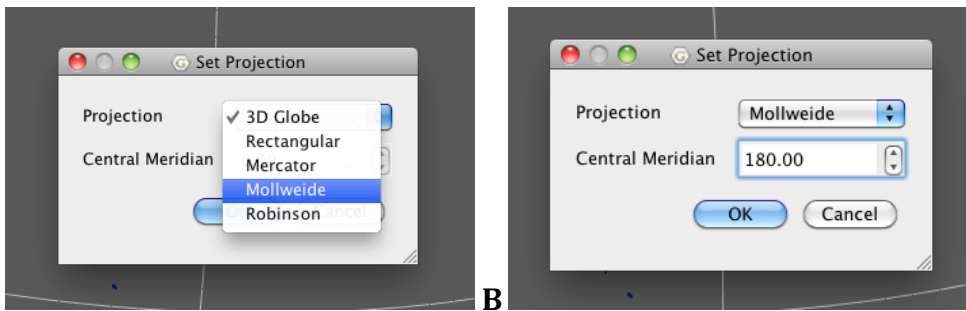 Set Projection
Projection
✓ 3D Globe
Rectangular
Central Meridian
Mercator
Mollweide
Robinson
Cancel
B
Set Projection
Projection
Mollweide
Central Meridian
180.00
OK
Cancel